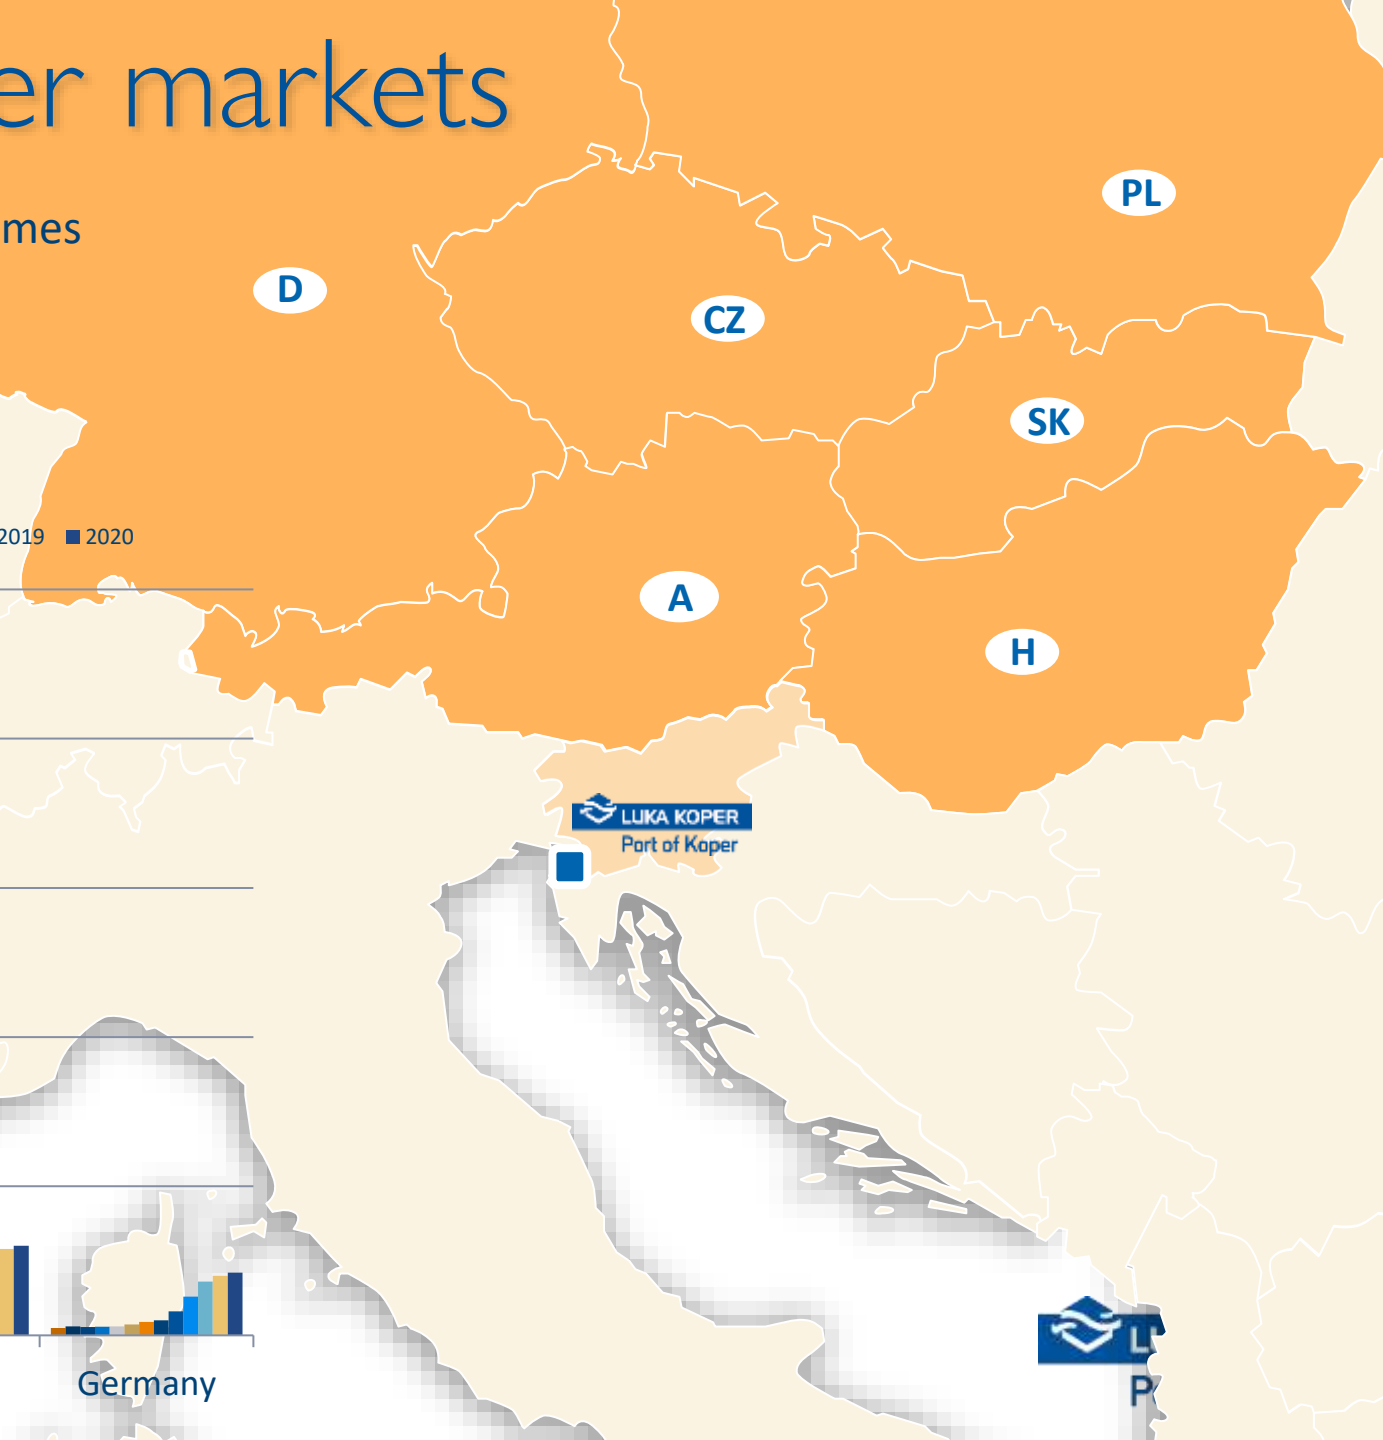 er markets
mes
PL
D
CZ
SK
2019 2020
A
H
LUKA KOPER
Port of Koper
Germany